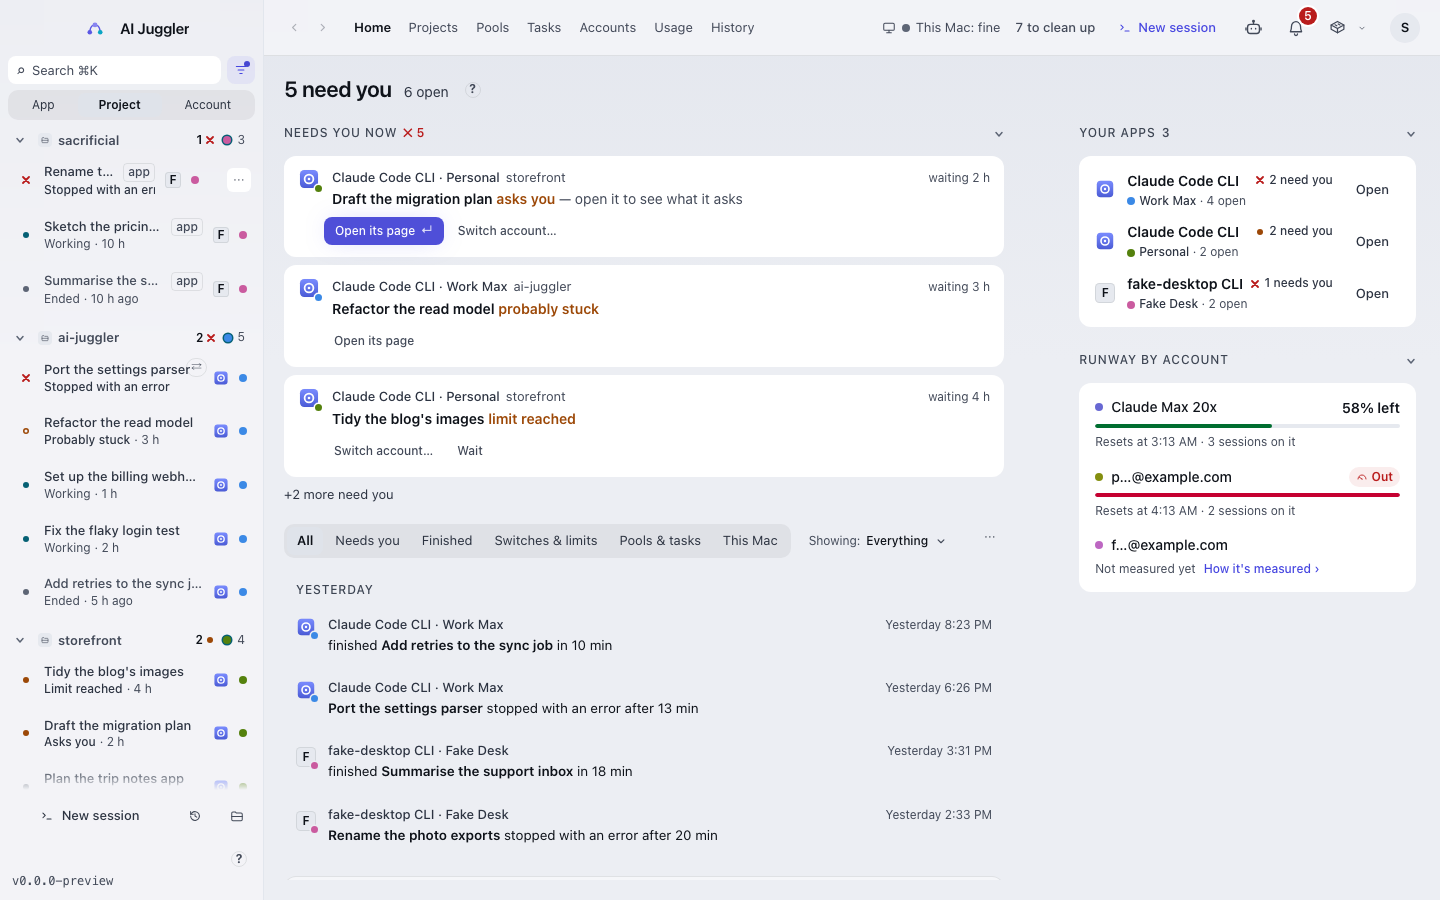 AI Juggler
Search ⌘K
App Project Account
sacrificial 1 3
Rename t... app F
Stopped with an
Sketch the pricin... app F
Working · 10 h
Summarise the s... app F
Ended · 10 h ago
ai-juggler 2 5
Port the settings parser
Stopped with an error
Refactor the read model
Probably stuck · 3 h
Set up the billing webh...
Working · 1 h
Fix the flaky login test
Working · 2 h
Add retries to the sync j...
Ended · 5 h ago
storefront 2 4
Tidy the blog's images
Limit reached · 4 h
Draft the migration plan
Asks you · 2 h
Plan the trip notes app
New session
?
v0.0.0-preview
Home Projects Pools Tasks Accounts Usage History
This Mac: fine 7 to clean up New session 5 S
5 need you 6 open ?
NEEDS YOU NOW 5
Claude Code CLI · Personal storefront waiting 2 h
Draft the migration plan asks you — open it to see what it asks
Open its page ↵ Switch account...
Claude Code CLI · Work Max ai-juggler waiting 3 h
Refactor the read model probably stuck
Open its page
Claude Code CLI · Personal storefront waiting 4 h
Tidy the blog's images limit reached
Switch account... Wait
+2 more need you
All Needs you Finished Switches & limits Pools & tasks This Mac Showing: Everything ...
YESTERDAY
Claude Code CLI · Work Max Yesterday 8:23 PM
finished Add retries to the sync job in 10 min
Claude Code CLI · Work Max Yesterday 6:26 PM
Port the settings parser stopped with an error after 13 min
F fake-desktop CLI · Fake Desk Yesterday 3:31 PM
finished Summarise the support inbox in 18 min
F fake-desktop CLI · Fake Desk Yesterday 2:33 PM
Rename the photo exports stopped with an error after 20 min
YOUR APPS 3
Claude Code CLI 2 need you Open
Work Max · 4 open
Claude Code CLI 2 need you Open
Personal · 2 open
F fake-desktop CLI 1 needs you Open
Fake Desk · 2 open
RUNWAY BY ACCOUNT
Claude Max 20x 58% left
Resets at 3:13 AM · 3 sessions on it
p...@example.com Out
Resets at 4:13 AM · 2 sessions on it
f...@example.com
Not measured yet How it's measured ›